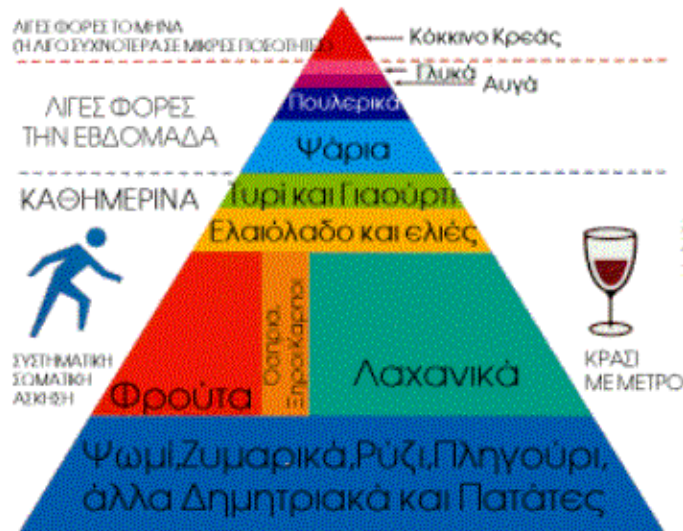 ΛΙΓΕΣ ΦΟΡΕΣ ΤΟ ΜΗΝΑ
(Ή ΛΙΓΟ ΣΥΧΝΟΤΕΡΑ ΣΕ ΜΙΚΡΕΣ ΠΟΣΟΤΗΤΕΣ)
Κόκκινο Κρεάς
Γλυκά
Αυγά
ΛΙΓΕΣ ΦΟΡΕΣ
ΤΗΝ ΕΒΔΟΜΑΔΑ
Πουλερικά
Ψάρια
ΚΑΘΗΜΕΡΙΝΑ
Τυρί και Γιαούρτι
Ελαιόλαδο και ελιές
ΣΥΣΤΗΜΑΤΙΚΗ
ΣΩΜΑΤΙΚΗ
ΑΣΚΗΣΗ
Φρούτα
Όσπρια,
Ξηροί Καρποί
Λαχανικά
ΚΡΑΣΙ
ΜΕ ΜΕΤΡΟ
Ψωμί,Ζυμαρικά,Ρύζι,Πληγούρι,
άλλα Δημητριακά και Πατάτες